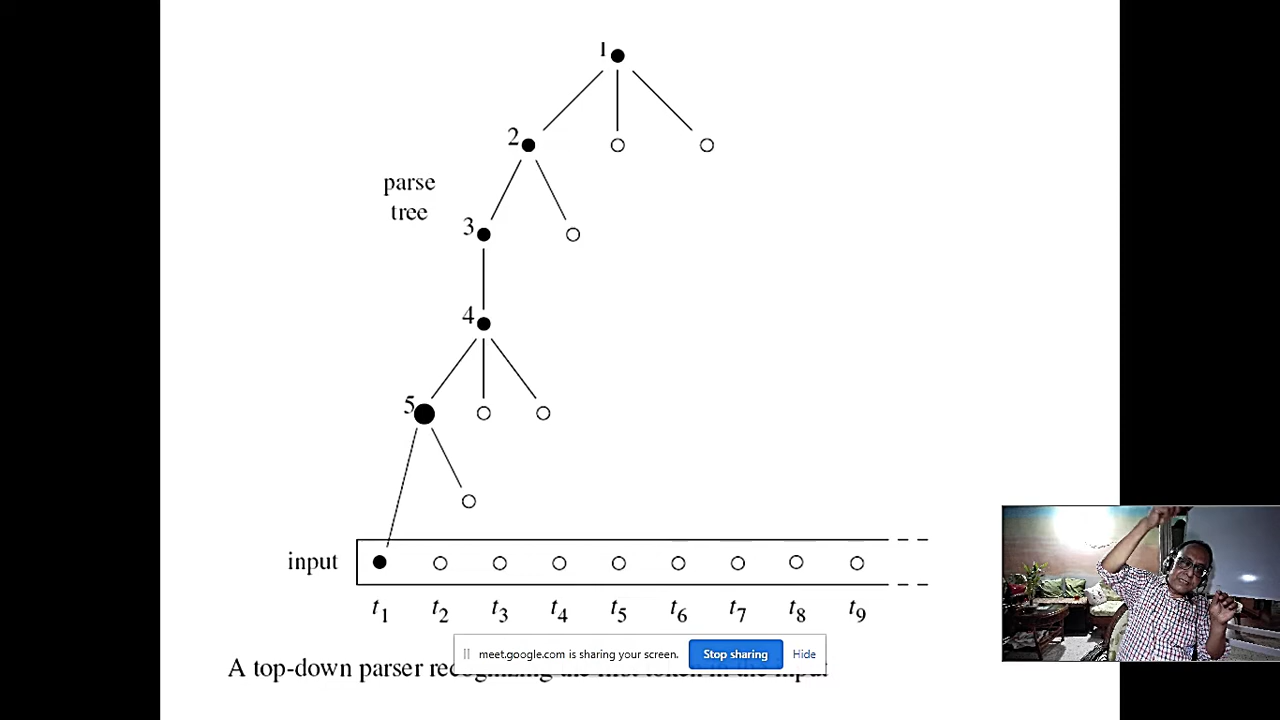 1
2
parse
tree
3
4
5
input
t1 t2 t3 t4 t5 t6 t7 t8 t9
meet.google.com is sharing your screen. Stop sharing Hide
A top-down parser